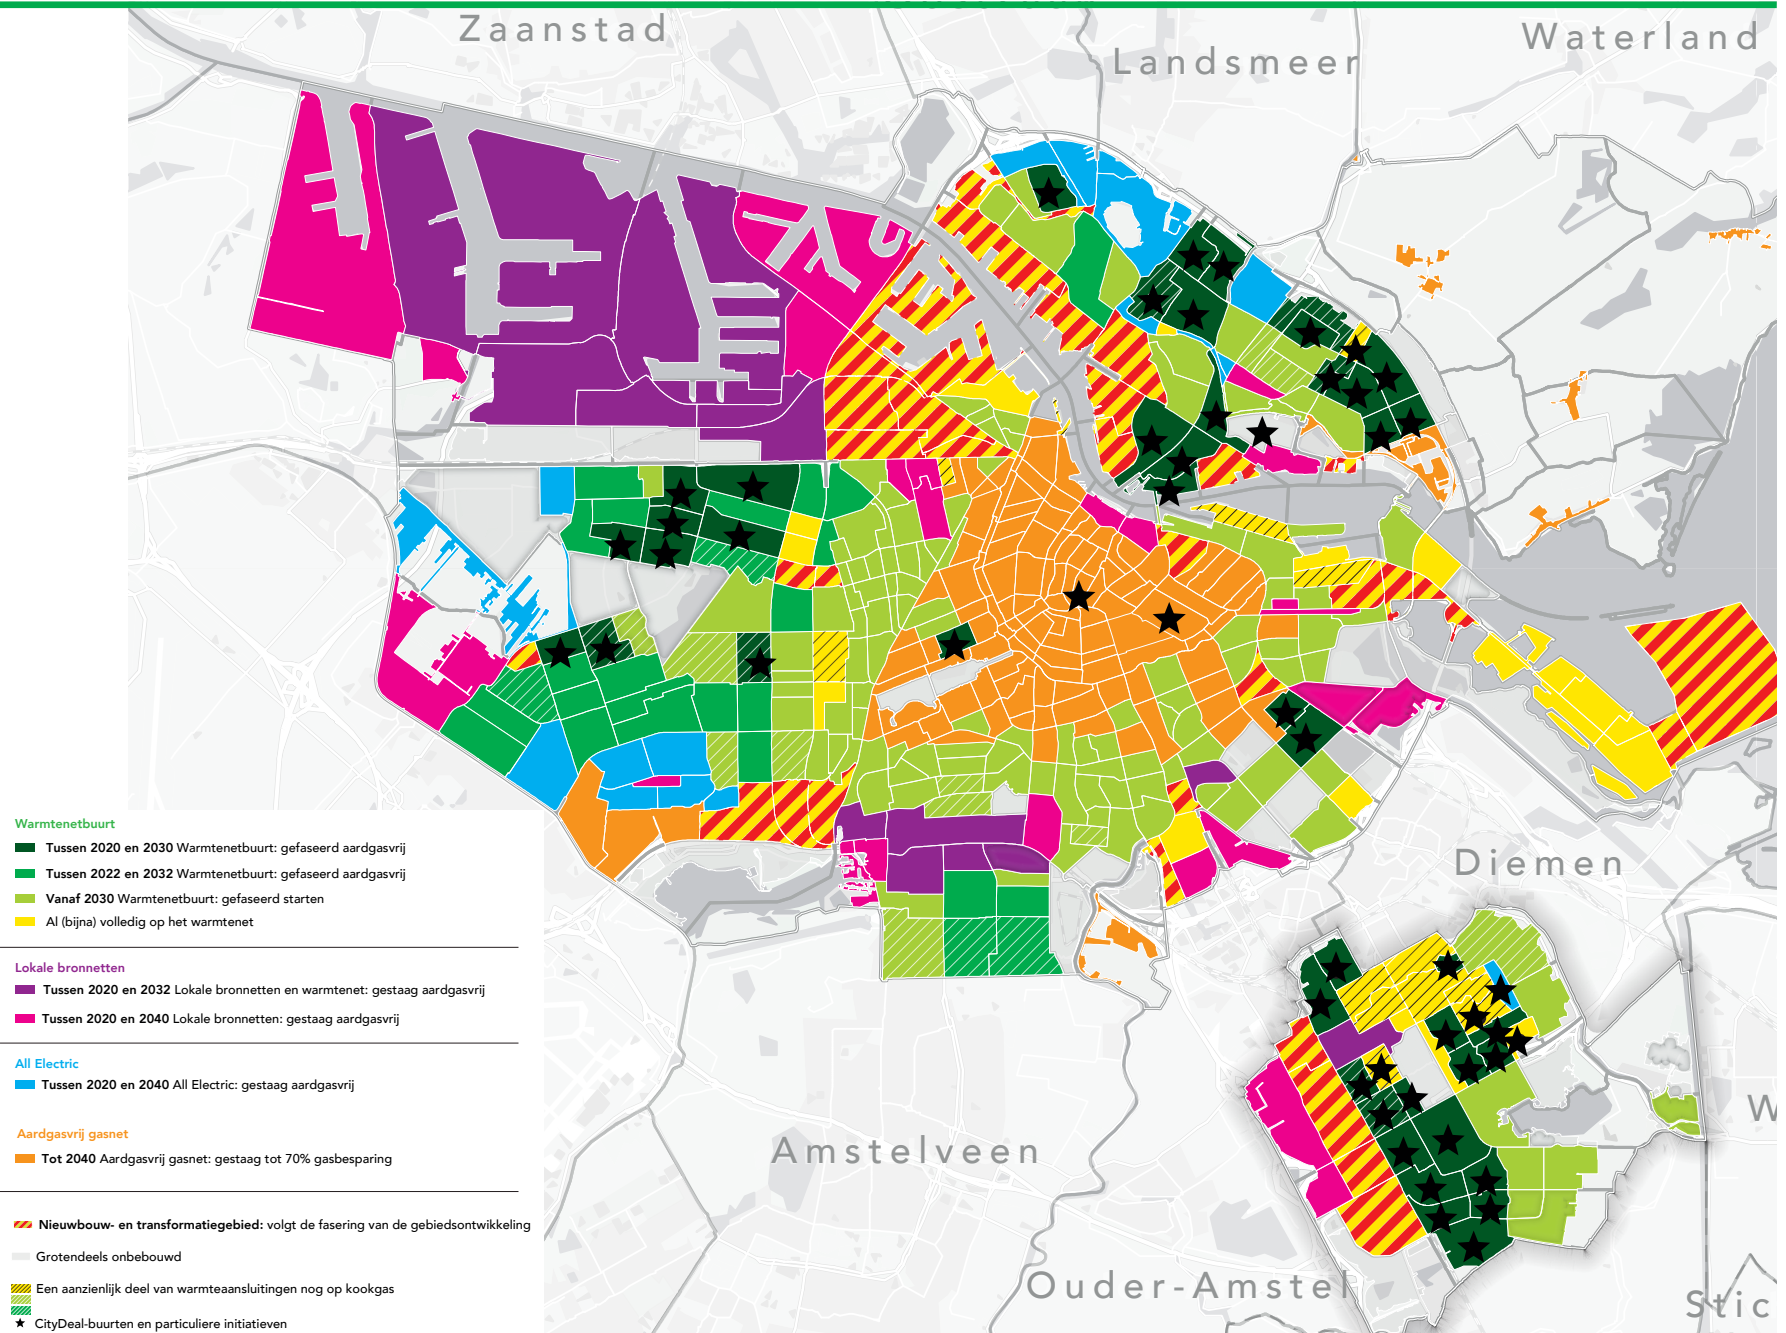 Zaanstad
Landsmeer
Waterland
Warmtenetbuurt
Tussen 2020 en 2030 Warmtenetbuurt: gefaseerd aardgasvrij
Tussen 2022 en 2032 Warmtenetbuurt: gefaseerd aardgasvrij
Vanaf 2030 Warmtenetbuurt: gefaseerd starten
Al (bijna) volledig op het warmtenet
Lokale bronnetten
Tussen 2020 en 2032 Lokale bronnetten en warmtenet: gestaag aardgasvrij
Tussen 2020 en 2040 Lokale bronnetten: gestaag aardgasvrij
All Electric
Tussen 2020 en 2040 All Electric: gestaag aardgasvrij
Aardgasvrij gasnet
Tot 2040 Aardgasvrij gasnet: gestaag tot 70% gasbesparing
Nieuwbouw- en transformatiegebied: volgt de fasering van de gebiedsontwikkeling
Grotendeels onbebouwd
Een aanzienlijk deel van warmteaansluitingen nog op kookgas
CityDeal-buurten en particuliere initiatieven
Diemen
W
Amstelveen
Ouder-Amstel
Stic